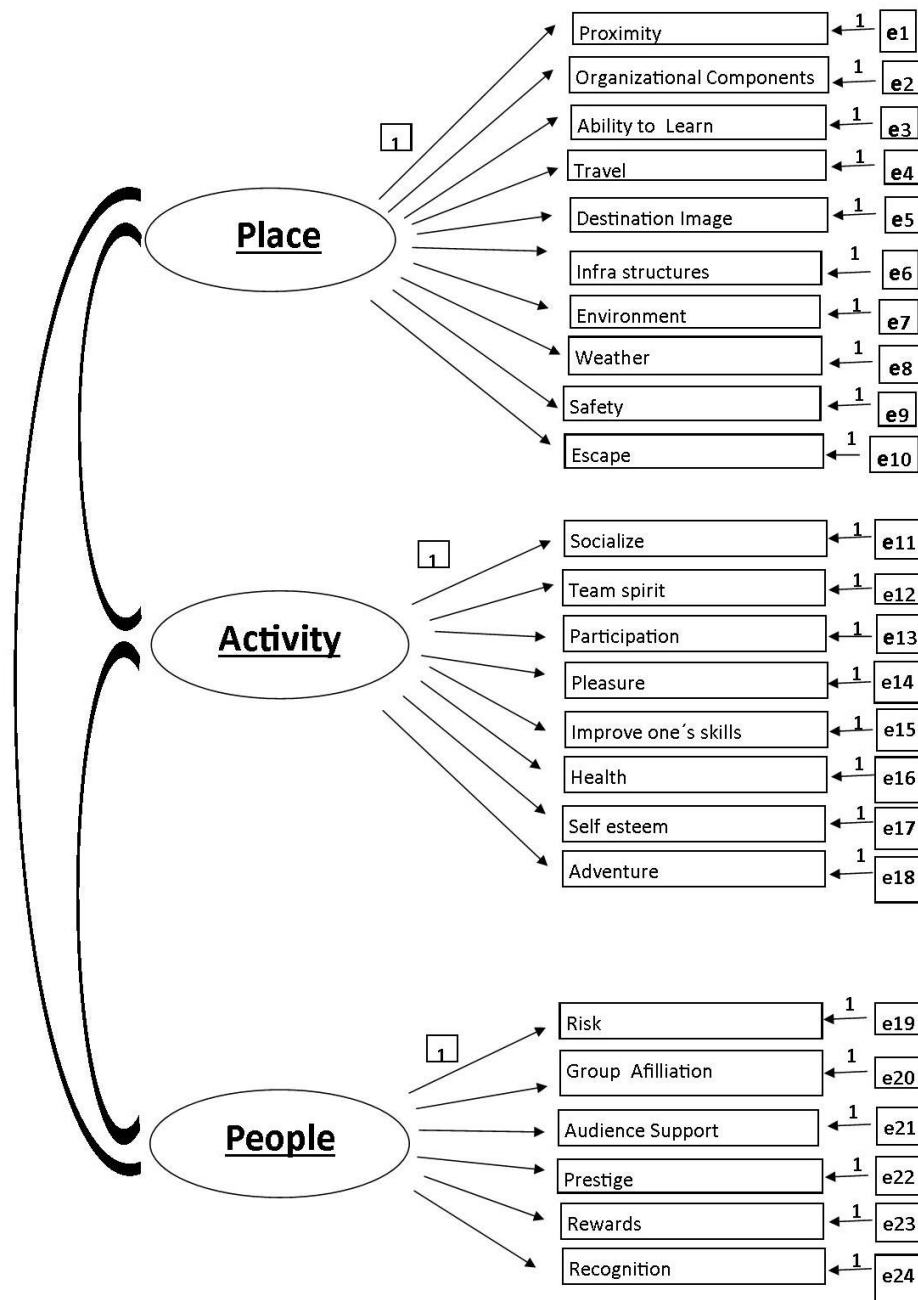 Proximity 1 e1
Organizational Components 1 e2
1
Ability to Learn 1 e3
Travel 1 e4
Place
Destination Image 1 e5
Infra structures 1 e6
Environment 1 e7
Weather 1 e8
Safety 1 e9
Escape 1 e10
1
Socialize 1 e11
Team spirit 1 e12
Activity
Participation 1 e13
Pleasure 1 e14
Improve one´s skills 1 e15
Health 1 e16
Self esteem 1 e17
Adventure 1 e18
Risk 1 e19
1
Group Afilliation 1 e20
People
Audience Support 1 e21
Prestige 1 e22
Rewards 1 e23
Recognition 1 e24